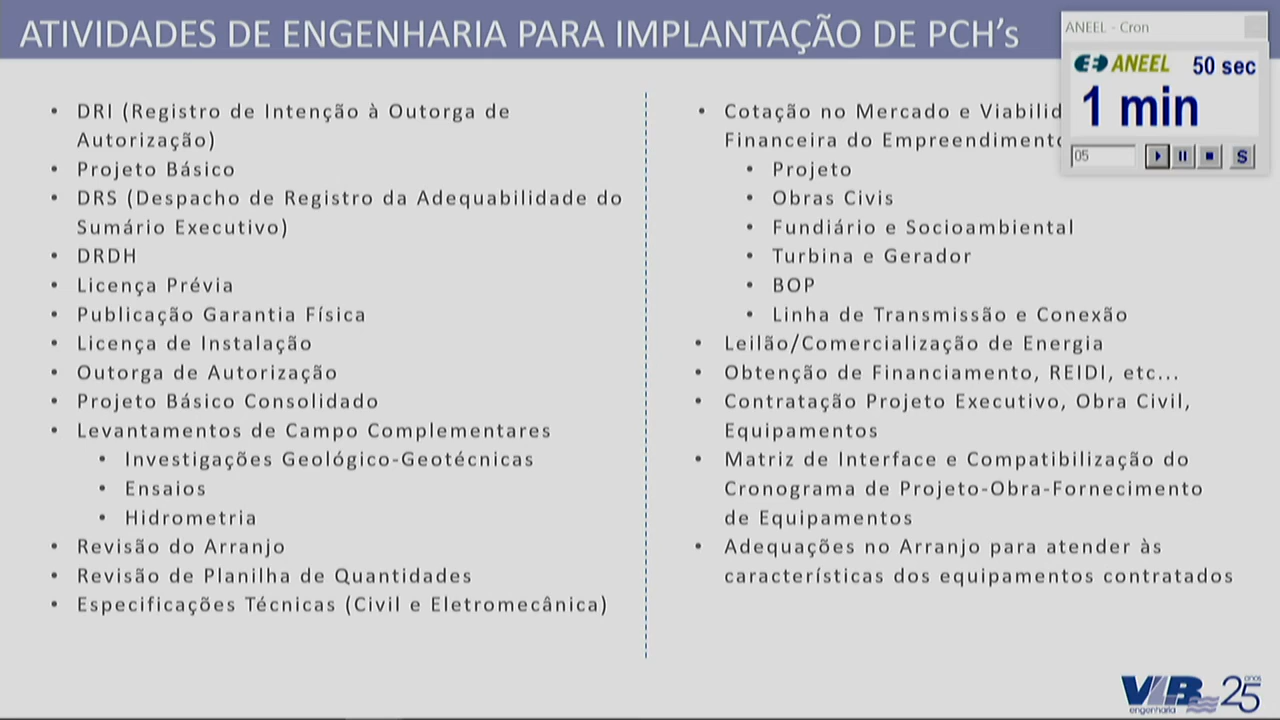 ATIVIDADES DE ENGENHARIA PARA IMPLANTAÇÃO DE PCH's
ANEEL - Cron
ANEEL 50 sec
1 min
05
S
• DRI (Registro de Intenção à Outorga de
Autorização)
• Projeto Básico
• DRS (Despacho de Registro da Adequabilidade do
Sumário Executivo)
• DRDH
• Licença Prévia
• Publicação Garantia Física
• Licença de Instalação
• Outorga de Autorização
• Projeto Básico Consolidado
• Levantamentos de Campo Complementares
• Investigações Geológico-Geotécnicas
• Ensaios
• Hidrometria
• Revisão do Arranjo
• Revisão de Planilha de Quantidades
• Especificações Técnicas (Civil e Eletromecânica)
• Cotação no Mercado e Viabilid
Financeira do Empreendimento
• Projeto
• Obras Civis
• Fundiário e Socioambiental
• Turbina e Gerador
• BOP
• Linha de Transmissão e Conexão
• Leilão/Comercialização de Energia
• Obtenção de Financiamento, REIDI, etc...
• Contratação Projeto Executivo, Obra Civil,
Equipamentos
• Matriz de Interface e Compatibilização do
Cronograma de Projeto-Obra-Fornecimento
de Equipamentos
• Adequações no Arranjo para atender às
características dos equipamentos contratados
VLB
engenharia
25 anos